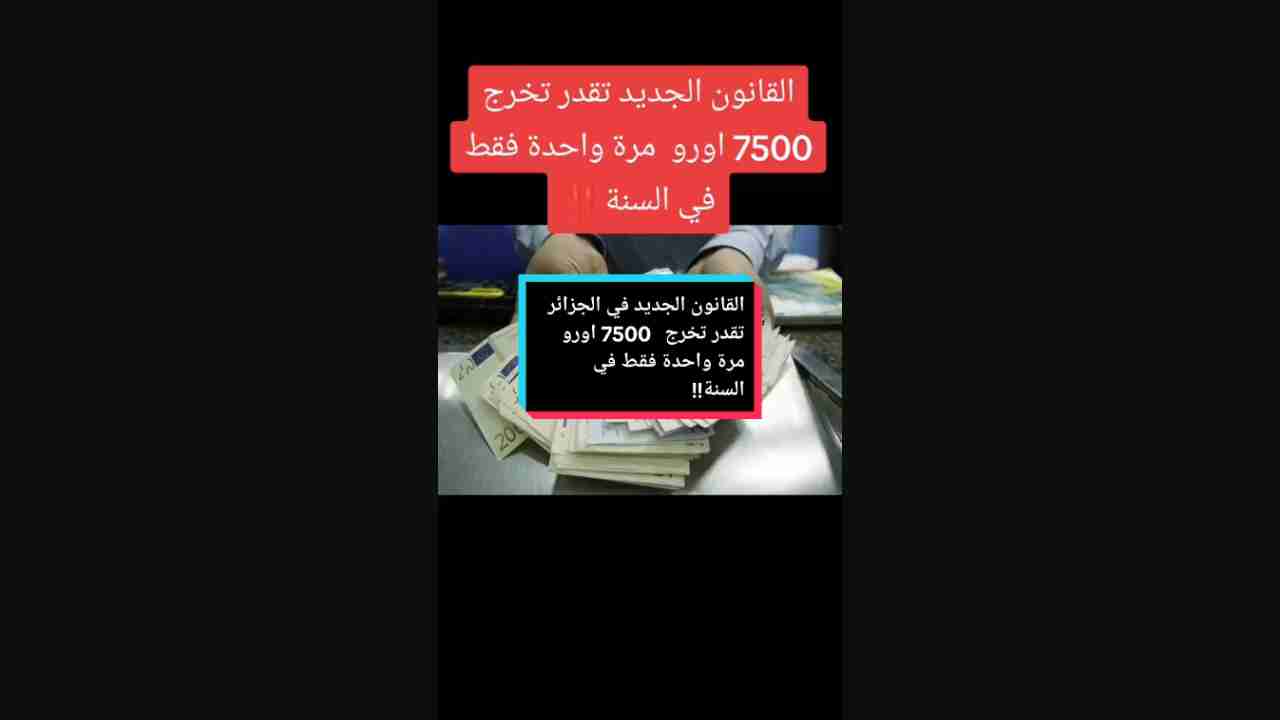 القانون الجديد تقدر تخرج
7500 اورو مرة واحدة فقط
في السنة ‼️
القانون الجديد في الجزائر
تقدر تخرج 7500 اورو
مرة واحدة فقط في
السنة!!
200